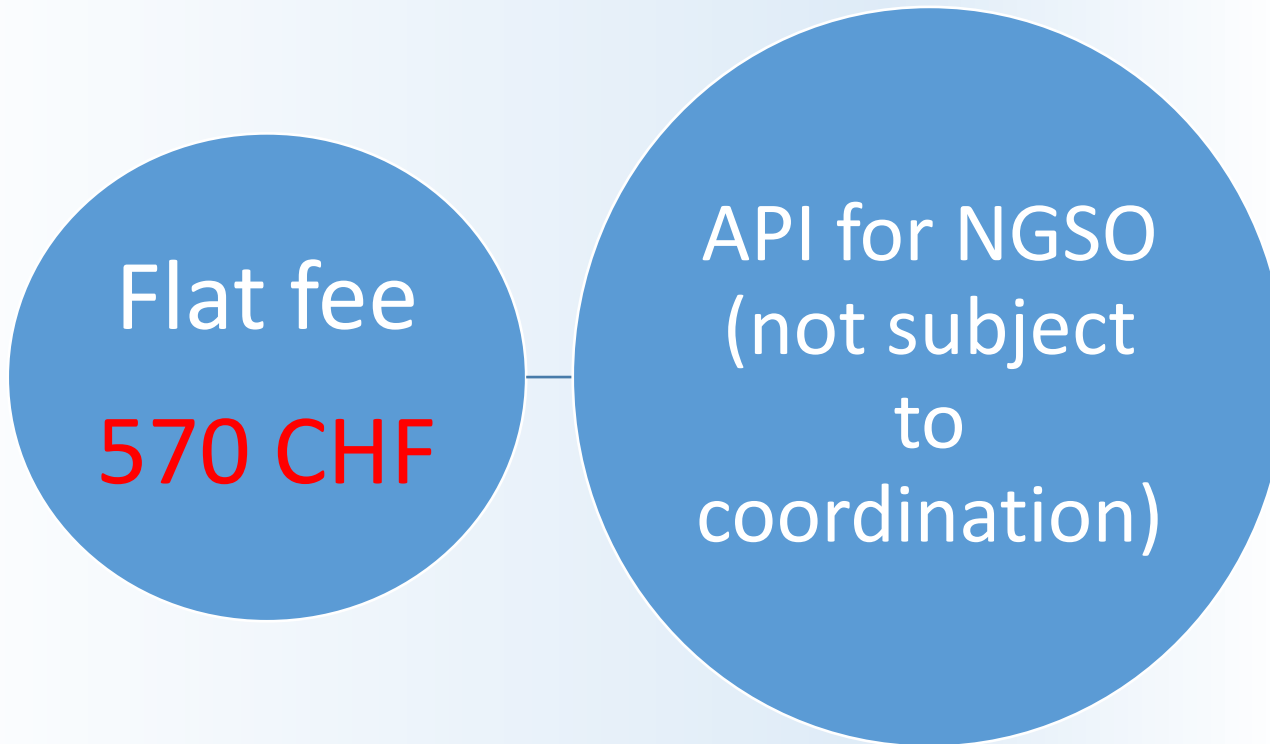 Flat fee
570 CHF
API for NGSO
(not subject
to
coordination)